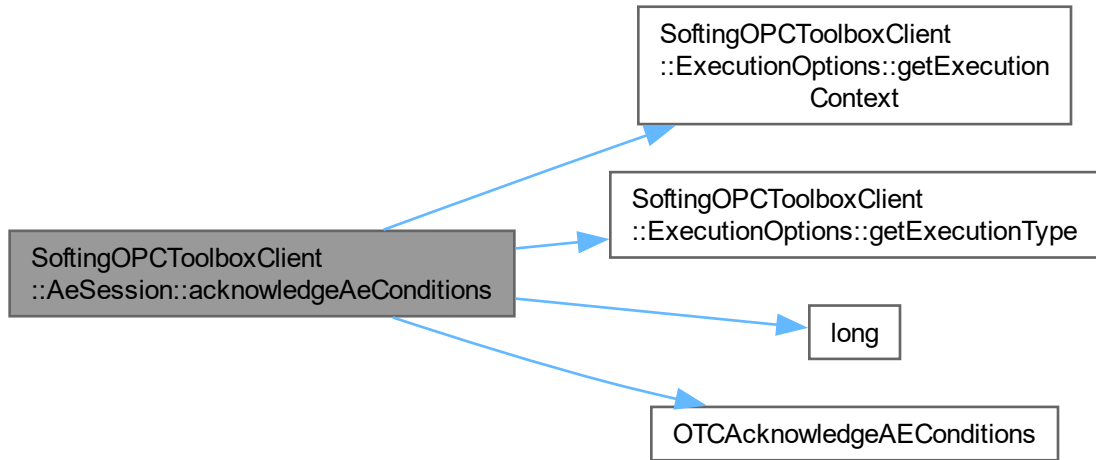 SoftingOPCToolboxClient
::AeSession::acknowledgeAeConditions
SoftingOPCToolboxClient
::ExecutionOptions::getExecution
Context
SoftingOPCToolboxClient
::ExecutionOptions::getExecutionType
long
OTCAcknowledgeAEConditions